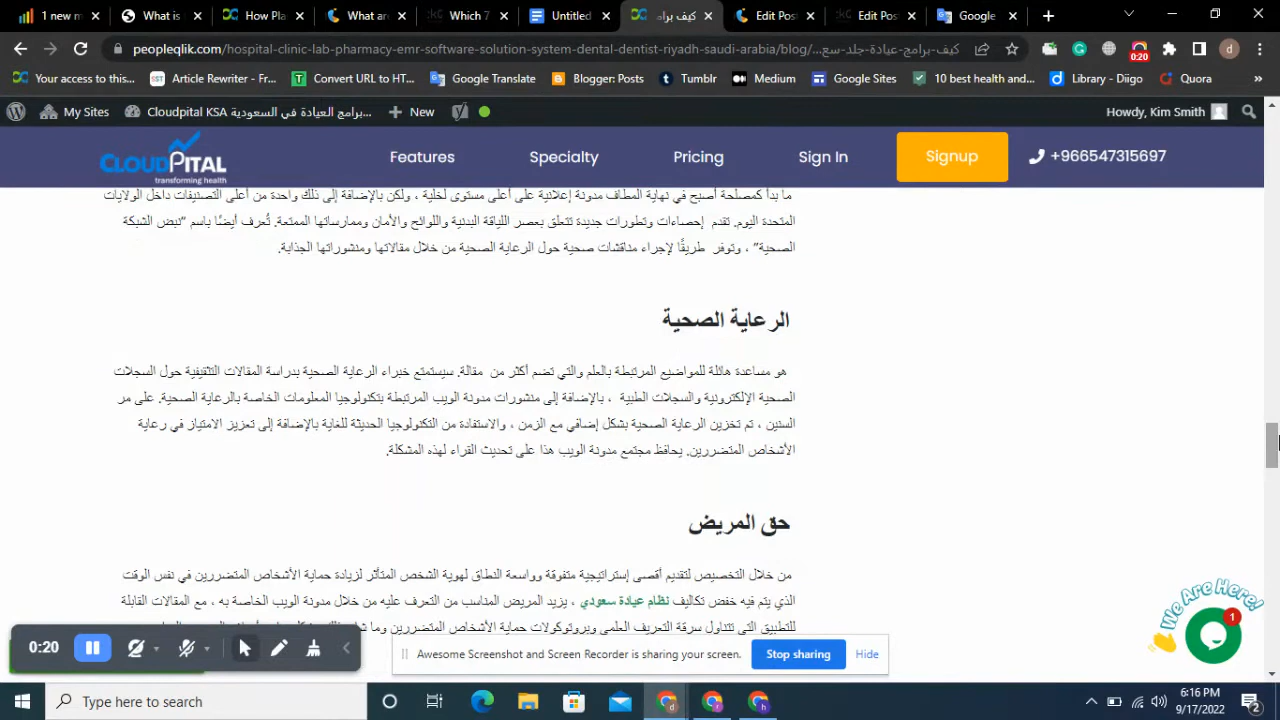 1 new m
What is
How Pla
What are
Which 7
Untitled
كيف برام
Edit Pos
Edit Pos
Google
peopleqlik.com/hospital-clinic-lab-pharmacy-emr-software-solution-system-dental-dentist-riyadh-saudi-arabia/blog/كيف-برامج-عيادة-جلد-سع...
0:20
d
Your access to this...
SST Article Rewriter - Fr...
Convert URL to HT...
Google Translate
Blogger: Posts
Tumblr
Medium
Google Sites
10 best health and...
Library - Diigo
Quora
»
My Sites
Cloudpital KSA برامج العيادة في السعودية...
New
Howdy, Kim Smith
CLOUDPITAL
transforming health
Features
Specialty
Pricing
Sign In
Signup
+966547315697
ما بدأ كمصلحة أصبح في نهاية المطاف مدونة إعلانية على أعلى مستوى لخلية ، ولكن بالإضافة إلى ذلك واحدة من أعلى التصنيفات داخل الولايات
المتحدة اليوم. تقدم إحصاءات وتطورات جديدة تتعلق بعصر اللياقة البدنية واللوائح والأمان وممارساتها الممتعة. تُعرف أيضًا باسم "نبض الشبكة
الصحية" ، وتوفر طريقًا لإجراء مناقشات صحية حول الرعاية الصحية من خلال مقالاتها ومنشوراتها الجذابة.
الرعاية الصحية
هو مساعدة هائلة للمواضيع المرتبطة بالعلم والتي تضم أكثر من مقالة. سيستمتع خبراء الرعاية الصحية بدراسة المقالات التثقيفية حول السجلات
الصحية الإلكترونية والسجلات الطبية ، بالإضافة إلى منشورات مدونة الويب المرتبطة بتكنولوجيا المعلومات الخاصة بالرعاية الصحية. على مر
السنين ، تم تخزين الرعاية الصحية بشكل إضافي مع الزمن ، والاستفادة من التكنولوجيا الحديثة للغاية بالإضافة إلى تعزيز الامتياز في رعاية
الأشخاص المتضررين. يحافظ مجتمع مدونة الويب هذا على تحديث القراء لهذه المشكلة.
حق المريض
من خلال التخصيص لتقديم أقصى إستراتيجية متفوقة وواسعة النطاق لهوية الشخص المتأثر لزيادة حماية الأشخاص المتضررين في نفس الوقت
الذي يتم فيه خفض تكاليف نظام عيادة سعودي ، يزيد المريض المناسب من التعرف عليه من خلال مدونة الويب الخاصة به ، مع المقالات القابلة
للتطبيق التي تتناول سرقة التعريف العلمي وبروتوكولات حماية الأشخاص المتضررين وما
We Are Here!
1
0:20
Awesome Screenshot and Screen Recorder is sharing your screen.
Stop sharing
Hide
Type here to search
6:16 PM
9/17/2022
2